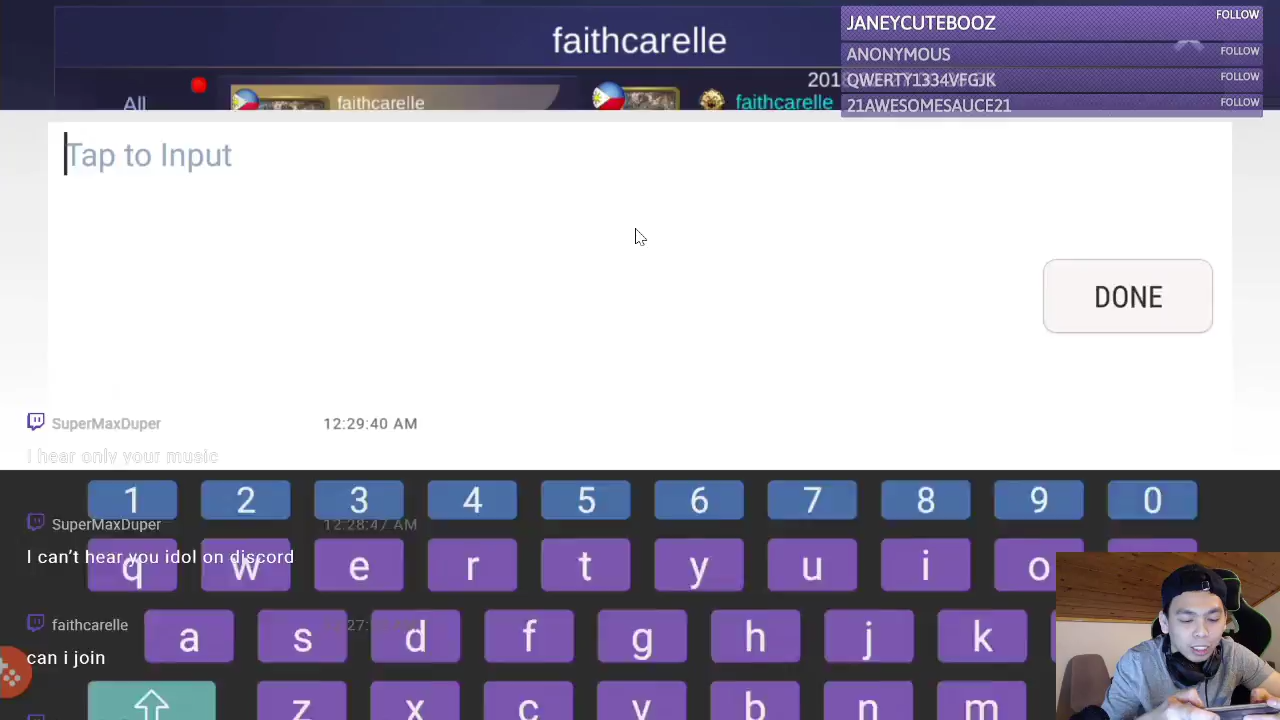 faithcarelle
JANEYCUTEBOOZ FOLLOW
ANONYMOUS FOLLOW
QWERTY1334VFGJK FOLLOW
21AWESOMESAUCE21 FOLLOW
201
All
faithcarelle
faithcarelle
Tap to Input
DONE
SuperMaxDuper 12:29:40 AM
I hear only your music
1 2 3 4 5 6 7 8 9 0
SuperMaxDuper 12:28:47 AM
I can't hear you idol on discord
q w e r t y u i o
faithcarelle
can i join
a s d f g h j k
z x c v b n m